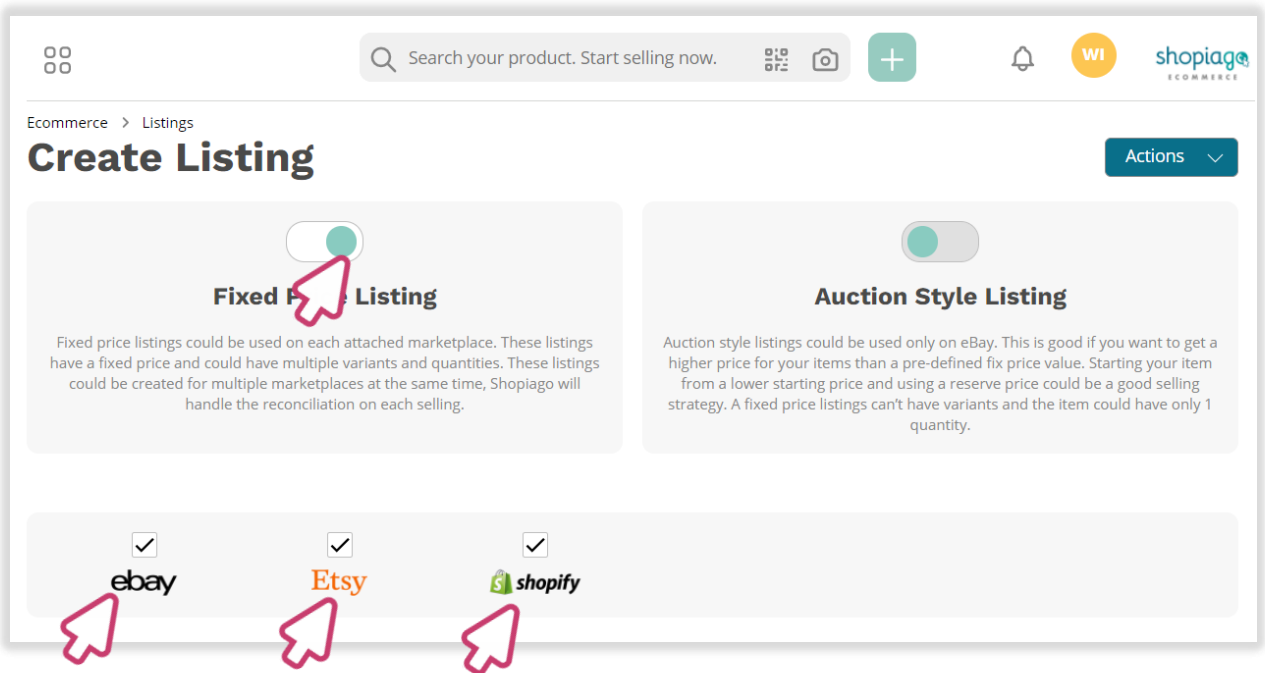 Search your product. Start selling now.
WI
shopiago
ECOMMERCE
Ecommerce > Listings
Create Listing
Actions
Fixed Listing
Fixed price listings could be used on each attached marketplace. These listings
have a fixed price and could have multiple variants and quantities. These listings
could be created for multiple marketplaces at the same time, Shopiago will
handle the reconciliation on each selling.
Auction Style Listing
Auction style listings could be used only on eBay. This is good if you want to get a
higher price for your items than a pre-defined fix price value. Starting your item
from a lower starting price and using a reserve price could be a good selling
strategy. A fixed price listings can't have variants and the item could have only 1
quantity.
ebay
Etsy
shopify